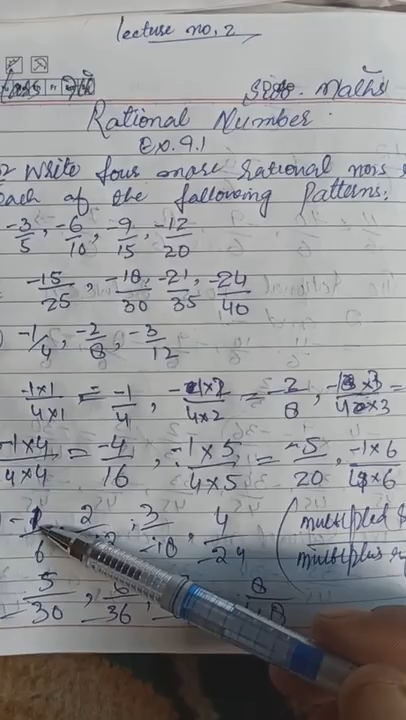 lecture no. 2
Maths
Rational Number
Ex. 9.1
Write four more rational no's
each of the following Patterns.
-3/5, -6/10, -9/15, -12/20
-15/25, -18/30, -21/35, -24/40
-1/4, -2/8, -3/12
-1×1/4×1 = -1/4, -1×2/4×2 = 2/8, -1×3/4×3 =
-1×4/4×4 = -4/16, -1×5/4×5 = -5/20, -1×6/4×6
6 2 3/-18, 4/-24 (multiplied
5/30, 6/36, 8 multiples